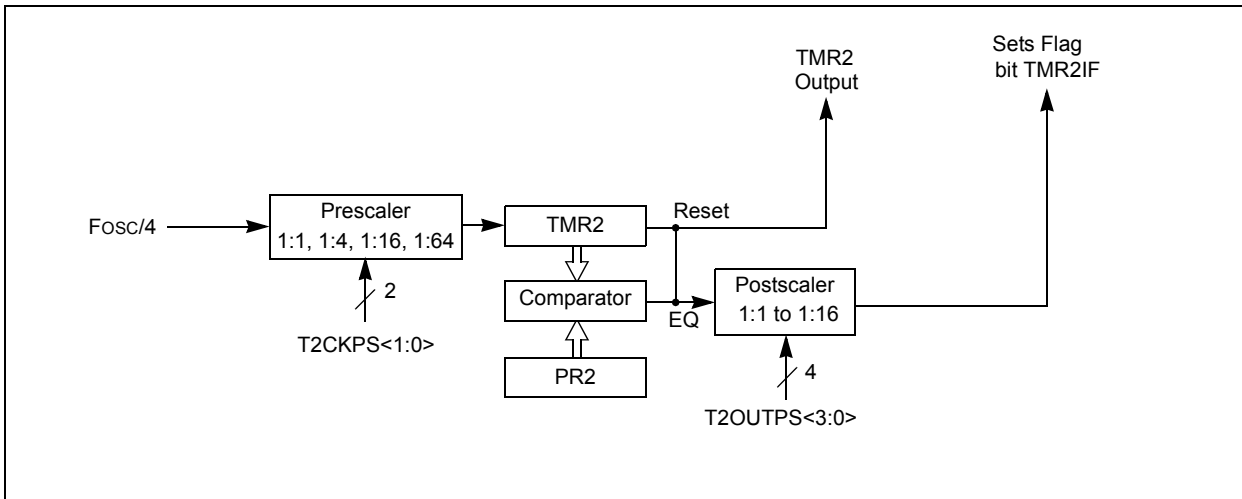 TMR2
Output
Sets Flag
bit TMR2IF
FOSC/4
Prescaler
1:1, 1:4, 1:16, 1:64
2
T2CKPS<1:0>
TMR2
Reset
Comparator
EQ
PR2
Postscaler
1:1 to 1:16
4
T2OUTPS<3:0>